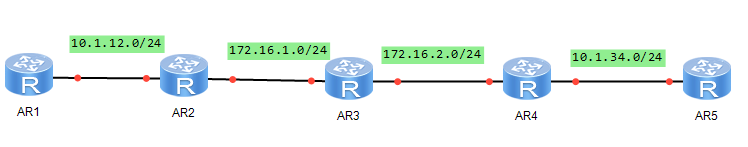 10.1.12.0/24
172.16.1.0/24
172.16.2.0/24
10.1.34.0/24
R
R
R
R
R
AR1
AR2
AR3
AR4
AR5